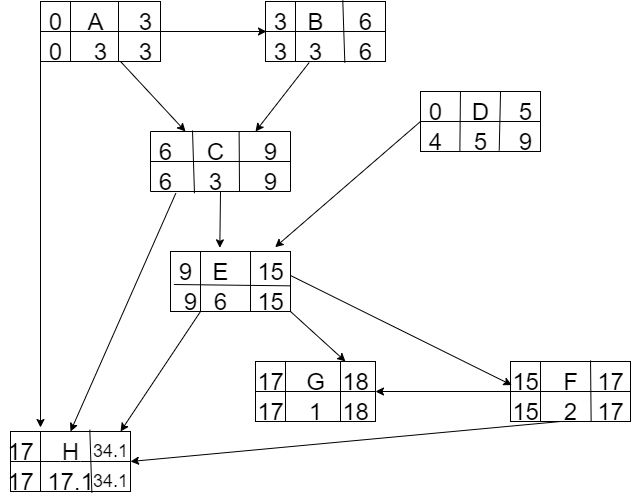 0 A 3
0 3 3
3 B 6
3 3 6
0 D 5
4 5 9
6 C 9
6 3 9
9 E 15
9 6 15
17 G 18
17 1 18
15 F 17
15 2 17
17 H 34.1
17 17.1 34.1